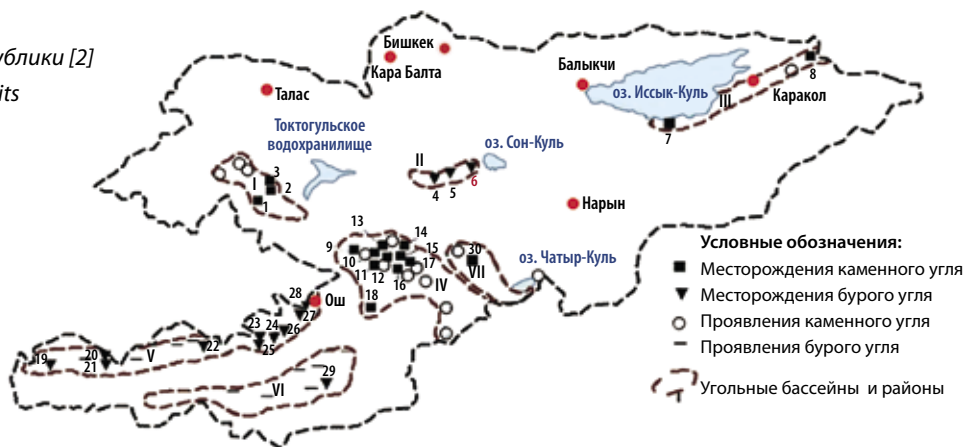 ублики [2]
its
Бишкек
Кара Балта
Талас
Балыкчи
оз. Иссык-Куль
III
Каракол
8
7
Токтогульское
водохранилище
оз. Сон-Куль
II
4
5
6
I
3
2
1
Нарын
13
14
9
15
10
11
12
16
17
IV
18
30
VII
оз. Чатыр-Куль
28
Ош
27
23
24
26
25
22
19
20
21
V
VI
29
Условные обозначения:
Месторождения каменного угля
Месторождения бурого угля
Проявления каменного угля
Проявления бурого угля
Угольные бассейны и районы